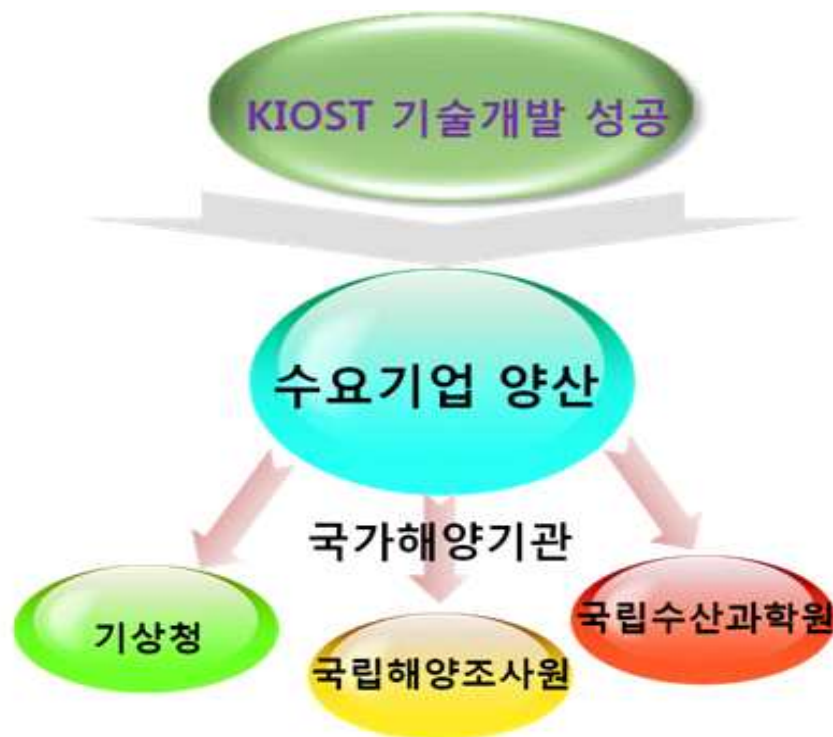 KIOST 기술개발 성공
수요기업 양산
국가해양기관
기상청
국립해양조사원
국립수산과학원